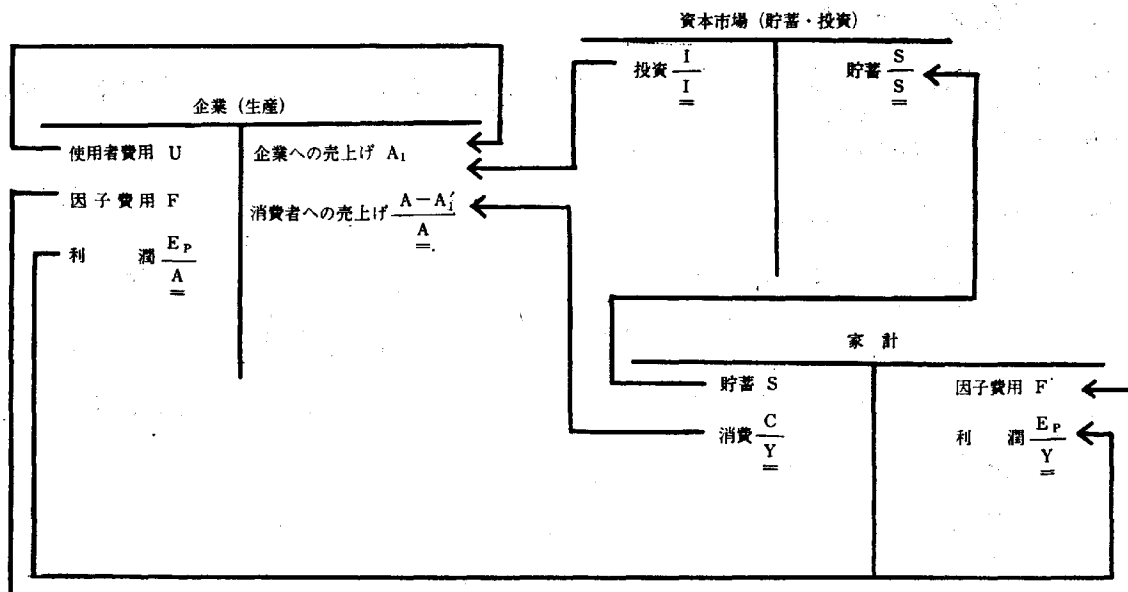 資本市場（貯蓄・投資）
投資 I
I
貯蓄 S
S
企業（生産）
使用者費用 U
企業への売上げ A₁
因子費用 F
消費者への売上げ A－A₁′
A
利潤 E_P
A
家計
貯蓄 S
因子費用 F
消費 C
Y
利潤 E_P
Y